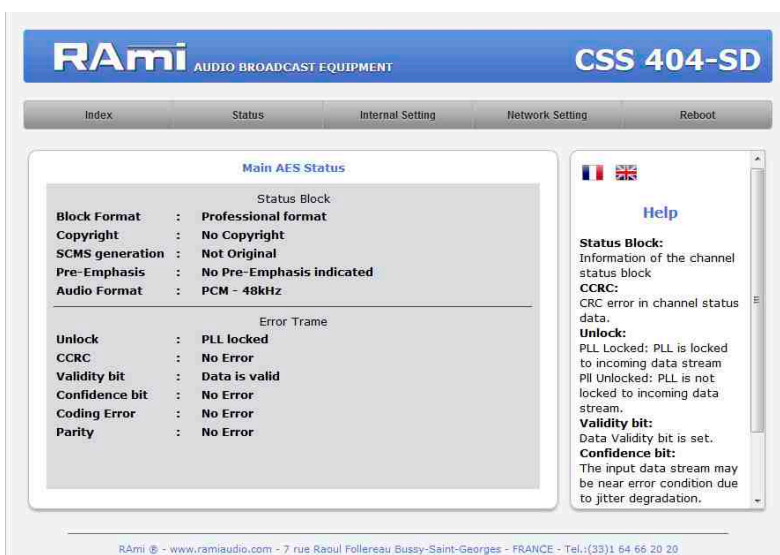 RAmi AUDIO BROADCAST EQUIPMENT CSS 404-SD
Index Status Internal Setting Network Setting Reboot
Main AES Status
Status Block
Block Format : Professional format
Copyright : No Copyright
SCMS generation : Not Original
Pre-Emphasis : No Pre-Emphasis indicated
Audio Format : PCM - 48kHz
Error Trame
Unlock : PLL locked
CCRC : No Error
Validity bit : Data is valid
Confidence bit : No Error
Coding Error : No Error
Parity : No Error
Help
Status Block:
Information of the channel
status block
CCRC:
CRC error in channel status
data.
Unlock:
PLL Locked: PLL is locked
to incoming data stream
Pll Unlocked: PLL is not
locked to incoming data
stream.
Validity bit:
Data Validity bit is set.
Confidence bit:
The input data stream may
be near error condition due
to jitter degradation.
RAmi ® - www.ramiaudio.com - 7 rue Raoul Follereau Bussy-Saint-Georges - FRANCE - Tel.:(33)1 64 66 20 20